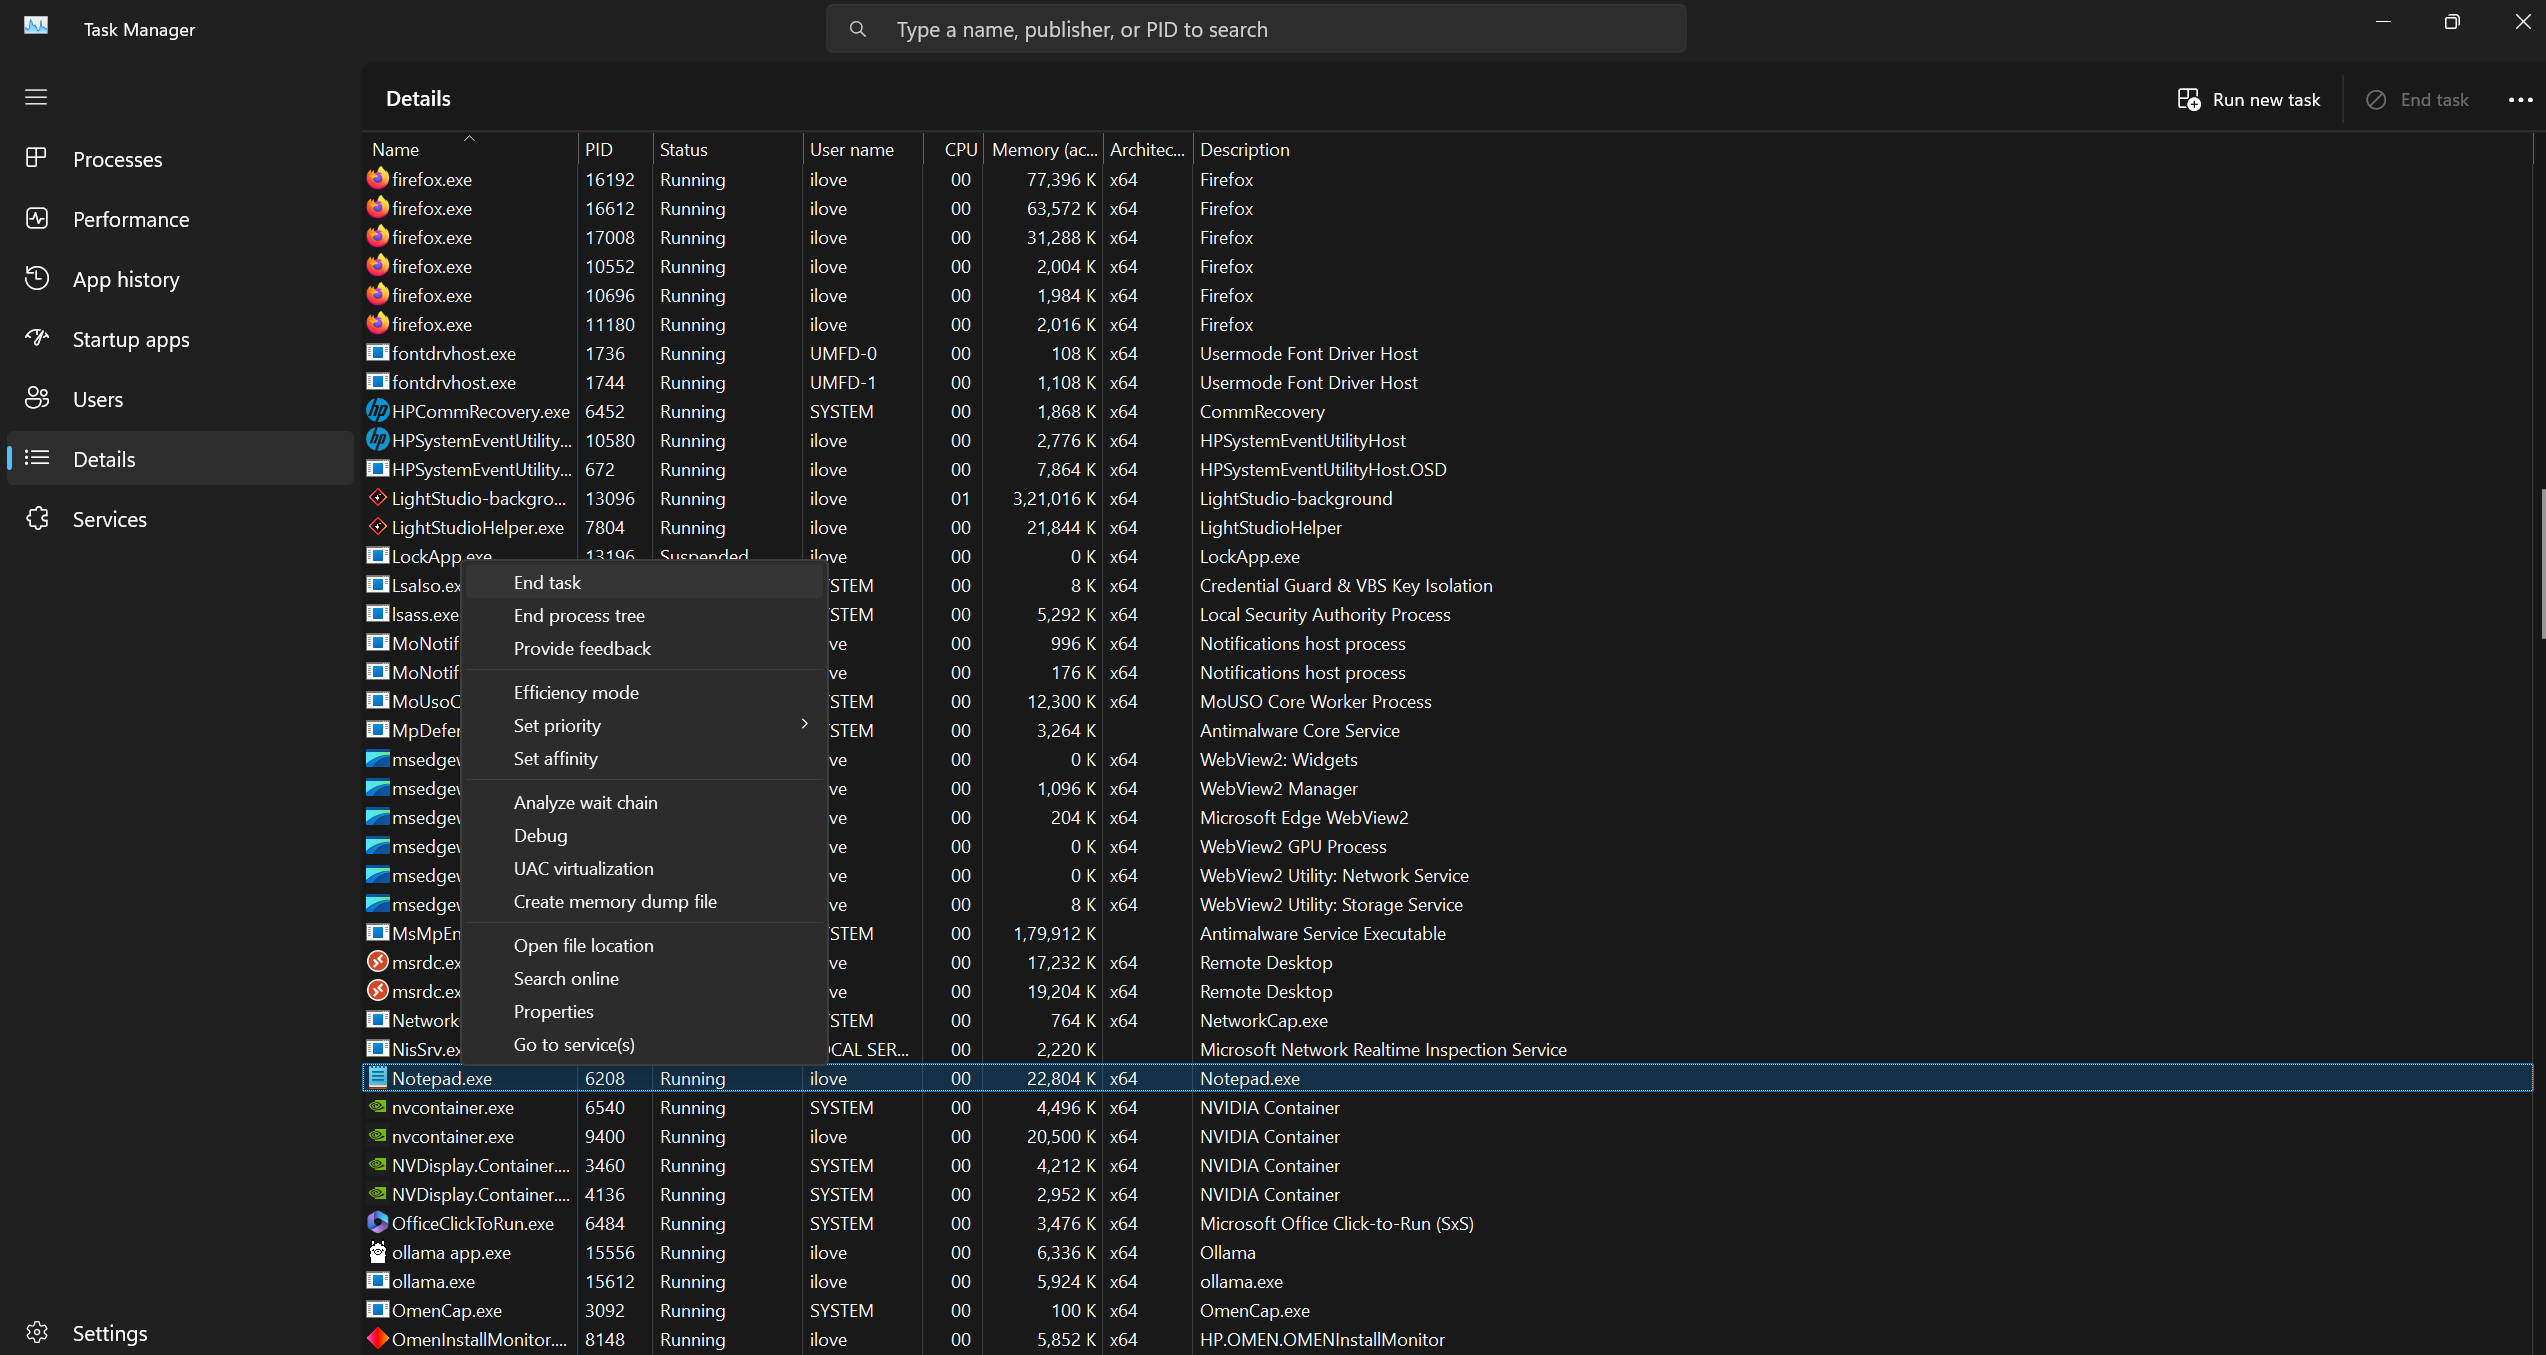 Task Manager
Type a name, publisher, or PID to search
Details
Run new task
End task
Processes
Performance
App history
Startup apps
Users
Details
Services
Settings
Name PID Status User name CPU Memory (ac... Architec... Description
firefox.exe 16192 Running ilove 00 77,396 K x64 Firefox
firefox.exe 16612 Running ilove 00 63,572 K x64 Firefox
firefox.exe 17008 Running ilove 00 31,288 K x64 Firefox
firefox.exe 10552 Running ilove 00 2,004 K x64 Firefox
firefox.exe 10696 Running ilove 00 1,984 K x64 Firefox
firefox.exe 11180 Running ilove 00 2,016 K x64 Firefox
fontdrvhost.exe 1736 Running UMFD-0 00 108 K x64 Usermode Font Driver Host
fontdrvhost.exe 1744 Running UMFD-1 00 1,108 K x64 Usermode Font Driver Host
HPCommRecovery.exe 6452 Running SYSTEM 00 1,868 K x64 CommRecovery
HPSystemEventUtility... 10580 Running ilove 00 2,776 K x64 HPSystemEventUtilityHost
HPSystemEventUtility... 672 Running ilove 00 7,864 K x64 HPSystemEventUtilityHost.OSD
LightStudio-backgro... 13096 Running ilove 01 3,21,016 K x64 LightStudio-background
LightStudioHelper.exe 7804 Running ilove 00 21,844 K x64 LightStudioHelper
LockApp.exe 13196 Suspended ilove 00 0 K x64 LockApp.exe
LsaIso.ex STEM 00 8 K x64 Credential Guard & VBS Key Isolation
lsass.exe STEM 00 5,292 K x64 Local Security Authority Process
MoNotif ve 00 996 K x64 Notifications host process
MoNotif ve 00 176 K x64 Notifications host process
MoUsoC STEM 00 12,300 K x64 MoUSO Core Worker Process
MpDefer STEM 00 3,264 K Antimalware Core Service
msedgew ve 00 0 K x64 WebView2: Widgets
msedgew ve 00 1,096 K x64 WebView2 Manager
msedgew ve 00 204 K x64 Microsoft Edge WebView2
msedgew ve 00 0 K x64 WebView2 GPU Process
msedgew ve 00 0 K x64 WebView2 Utility: Network Service
msedgew ve 00 8 K x64 WebView2 Utility: Storage Service
MsMpEn STEM 00 1,79,912 K Antimalware Service Executable
msrdc.ex ve 00 17,232 K x64 Remote Desktop
msrdc.ex ve 00 19,204 K x64 Remote Desktop
Network STEM 00 764 K x64 NetworkCap.exe
NisSrv.ex CAL SER... 00 2,220 K Microsoft Network Realtime Inspection Service
Notepad.exe 6208 Running ilove 00 22,804 K x64 Notepad.exe
nvcontainer.exe 6540 Running SYSTEM 00 4,496 K x64 NVIDIA Container
nvcontainer.exe 9400 Running ilove 00 20,500 K x64 NVIDIA Container
NVDisplay.Container.... 3460 Running SYSTEM 00 4,212 K x64 NVIDIA Container
NVDisplay.Container.... 4136 Running SYSTEM 00 2,952 K x64 NVIDIA Container
OfficeClickToRun.exe 6484 Running SYSTEM 00 3,476 K x64 Microsoft Office Click-to-Run (SxS)
ollama app.exe 15556 Running ilove 00 6,336 K x64 Ollama
ollama.exe 15612 Running ilove 00 5,924 K x64 ollama.exe
OmenCap.exe 3092 Running SYSTEM 00 100 K x64 OmenCap.exe
OmenInstallMonitor.... 8148 Running ilove 00 5,852 K x64 HP.OMEN.OMENInstallMonitor
End task
End process tree
Provide feedback
Efficiency mode
Set priority
Set affinity
Analyze wait chain
Debug
UAC virtualization
Create memory dump file
Open file location
Search online
Properties
Go to service(s)